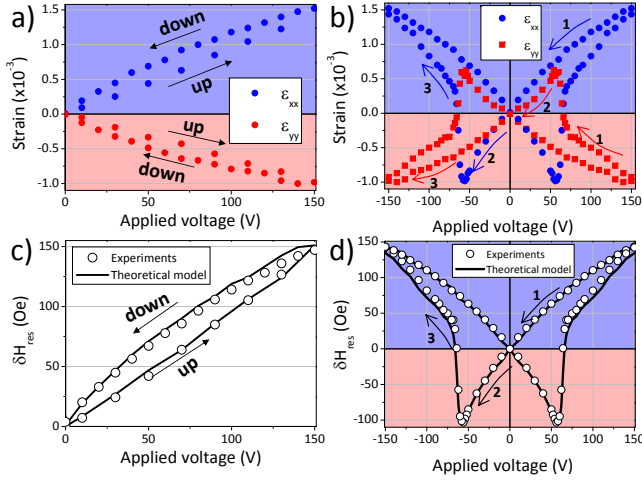 a)
Strain (x10⁻³)
1.5
1.0
0.5
0.0
-0.5
-1.0
down
up
εxx
εyy
up
down
0 50 100 150
Applied voltage (V)
b)
Strain (x10⁻³)
1.5
1.0
0.5
0.0
-0.5
-1.0
εxx
εyy
1
3
2
1
2
3
-150 -100 -50 0 50 100 150
Applied voltage (V)
c)
δHres (Oe)
150
100
50
0
Experiments
Theoretical model
down
up
0 50 100 150
Applied voltage (V)
d)
δHres (Oe)
100
50
0
50
-100
Experiments
Theoretical model
1
3
2
-150 -100 -50 0 50 100 150
Applied voltage (V)